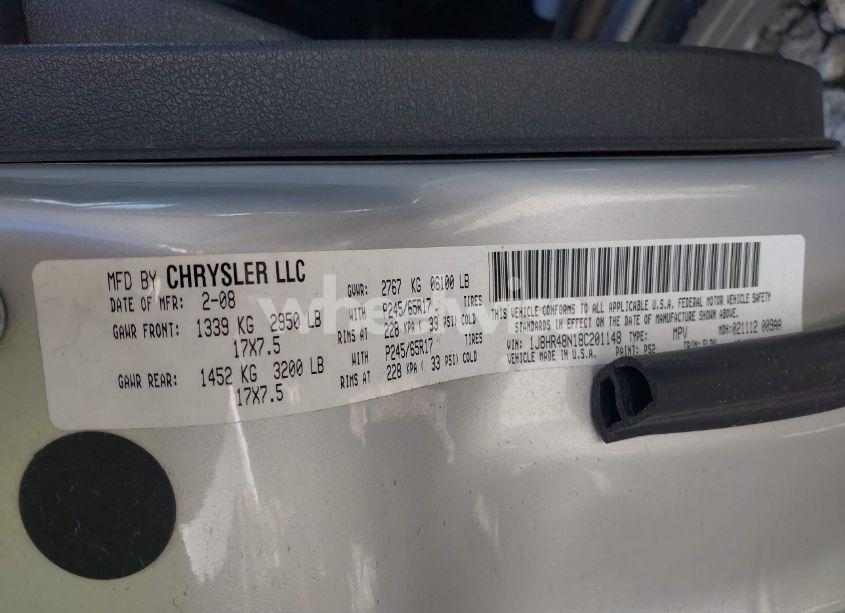 MFD BY CHRYSLER LLC
DATE OF MFR: 2-08
GAWR FRONT: 1339 KG 2950 LB
17X7.5
GAWR REAR: 1452 KG 3200 LB
17X7.5
GVWR: 2767 KG 06100 LB
WITH P245/65R17 TIRES
RIMS AT 228 KPA ( 33 PSI) COLD
WITH P245/65R17 TIRES
RIMS AT 228 KPA ( 33 PSI) COLD
THIS VEHICLE CONFORMS TO ALL APPLICABLE U.S.A. FEDERAL MOTOR VEHICLE SAFETY
STANDARDS IN EFFECT ON THE DATE OF MANUFACTURE SHOWN ABOVE.
VIN: 1J8HR48N18C201148 TYPE: MPV MDH:021112 009AA
VEHICLE MADE IN U.S.A. PAINT: PS2